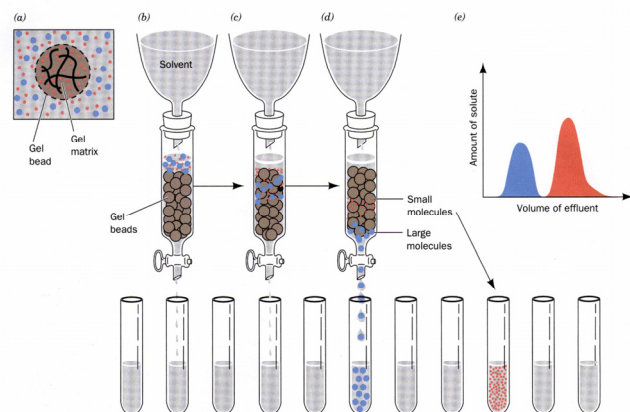 (a)
(b)
(c)
(d)
(e)
Solvent
Gel
bead
Gel
matrix
Gel
beads
Small
molecules
Large
molecules
Amount of solute
Volume of effluent